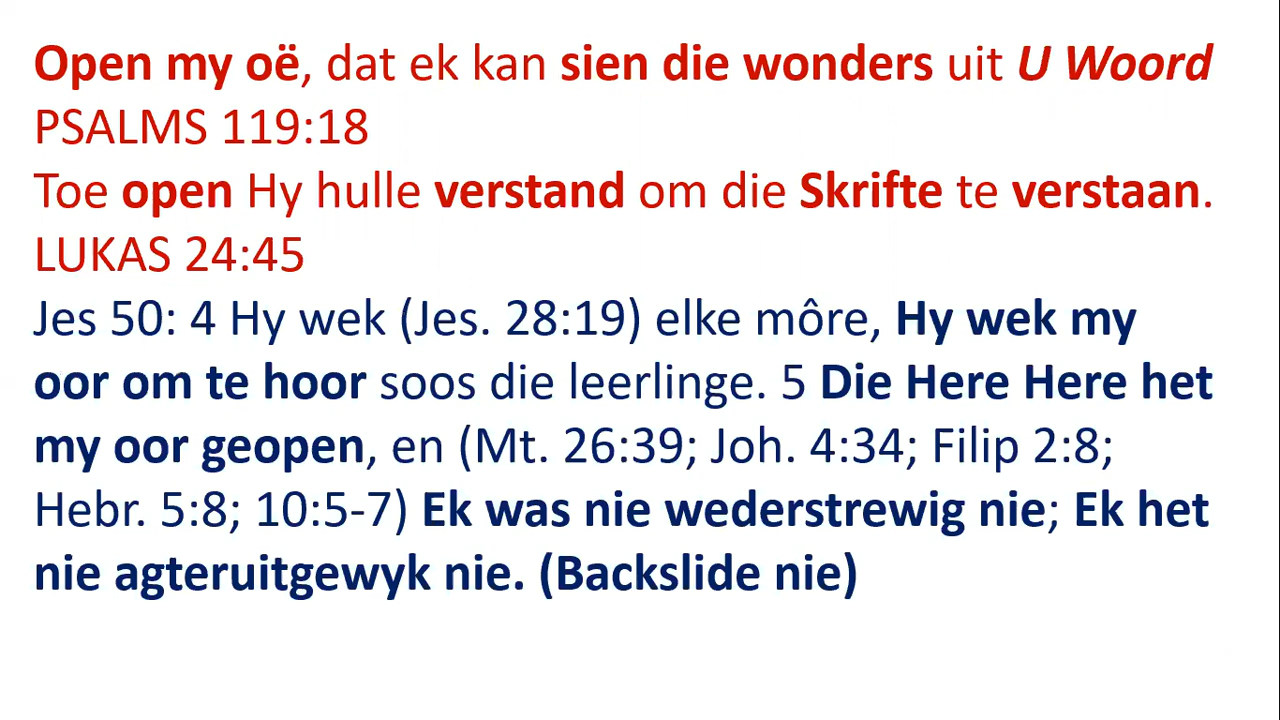 Open my oë, dat ek kan sien die wonders uit U Woord
PSALMS 119:18
Toe open Hy hulle verstand om die Skrifte te verstaan.
LUKAS 24:45
Jes 50: 4 Hy wek (Jes. 28:19) elke môre, Hy wek my
oor om te hoor soos die leerlinge. 5 Die Here Here het
my oor geopen, en (Mt. 26:39; Joh. 4:34; Filip 2:8;
Hebr. 5:8; 10:5-7) Ek was nie wederstrewig nie; Ek het
nie agteruitgewyk nie. (Backslide nie)